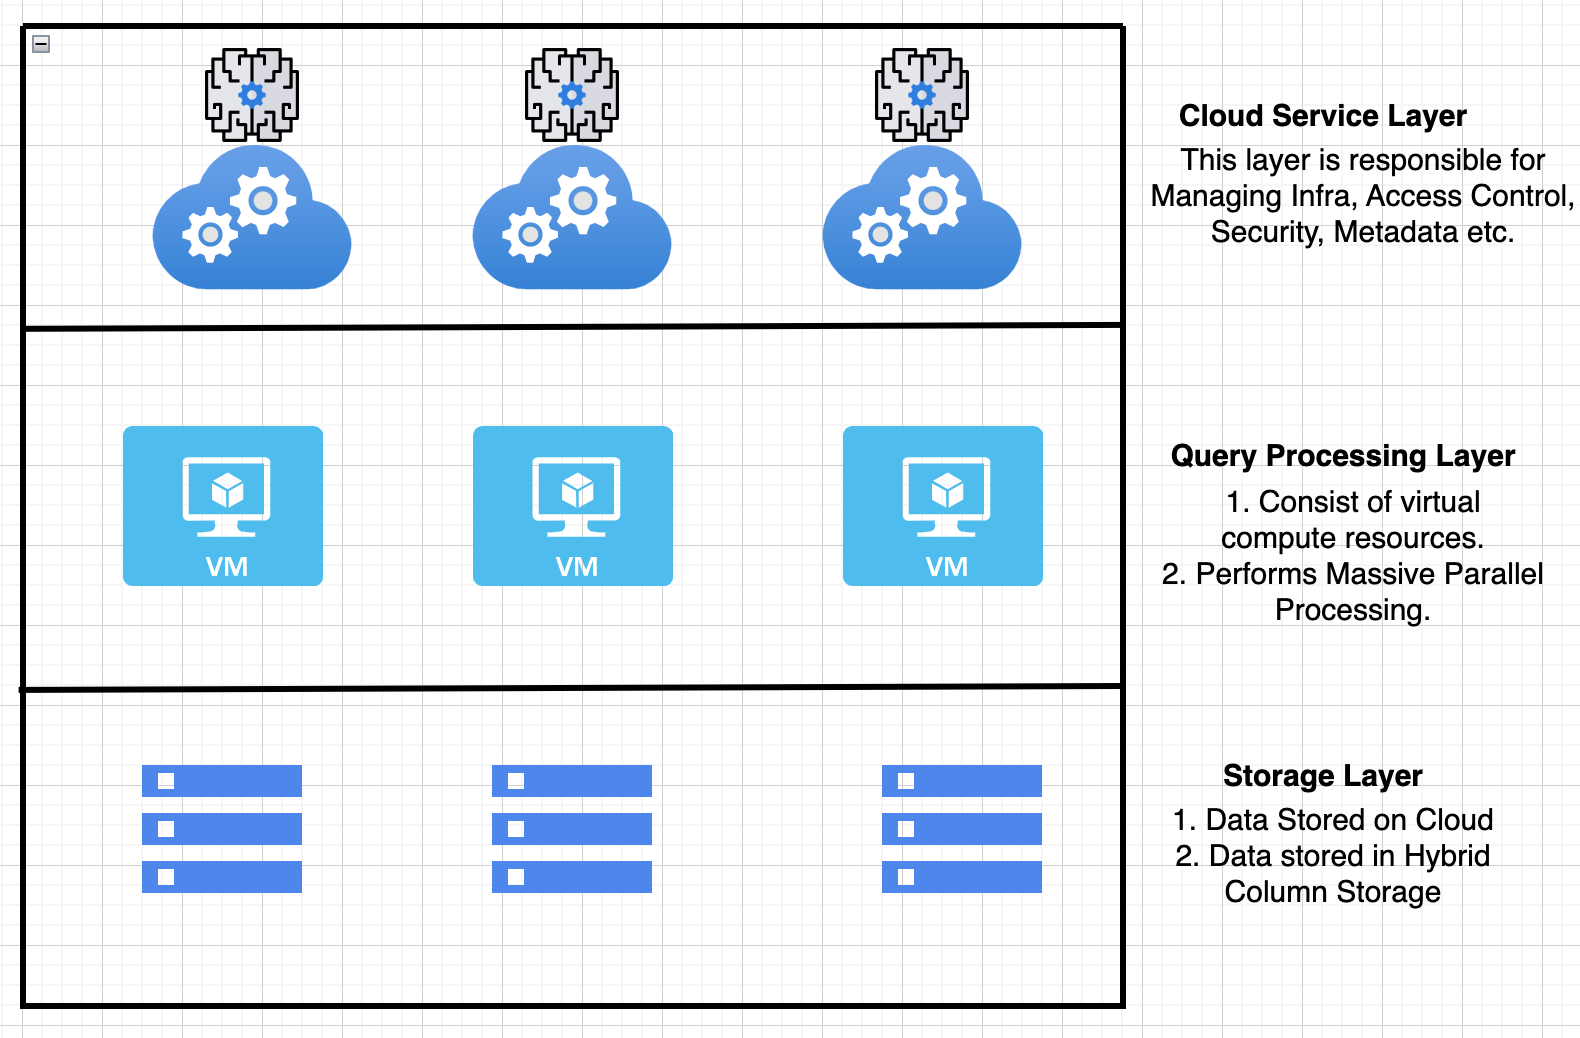 Cloud Service Layer
This layer is responsible for
Managing Infra, Access Control,
Security, Metadata etc.
VM
VM
VM
Query Processing Layer
1. Consist of virtual
compute resources.
2. Performs Massive Parallel
Processing.
Storage Layer
1. Data Stored on Cloud
2. Data stored in Hybrid
Column Storage